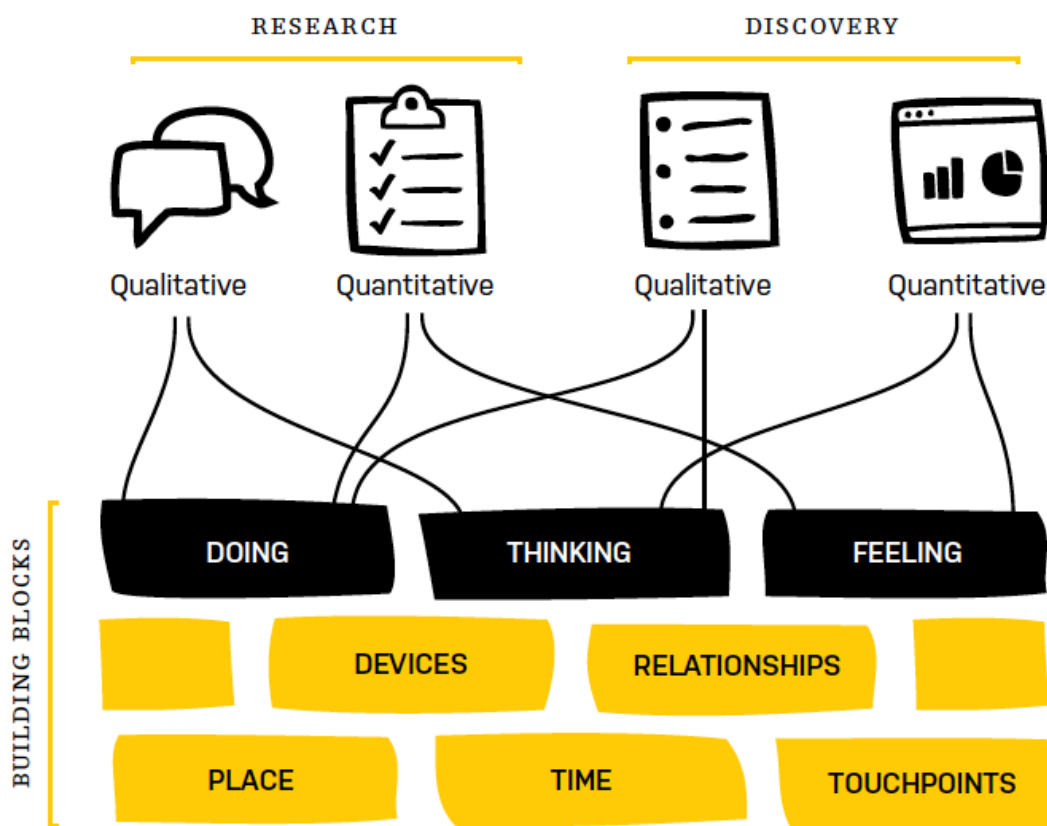 RESEARCH
DISCOVERY
Qualitative
Quantitative
Qualitative
Quantitative
BUILDING BLOCKS
DOING
THINKING
FEELING
DEVICES
RELATIONSHIPS
PLACE
TIME
TOUCHPOINTS